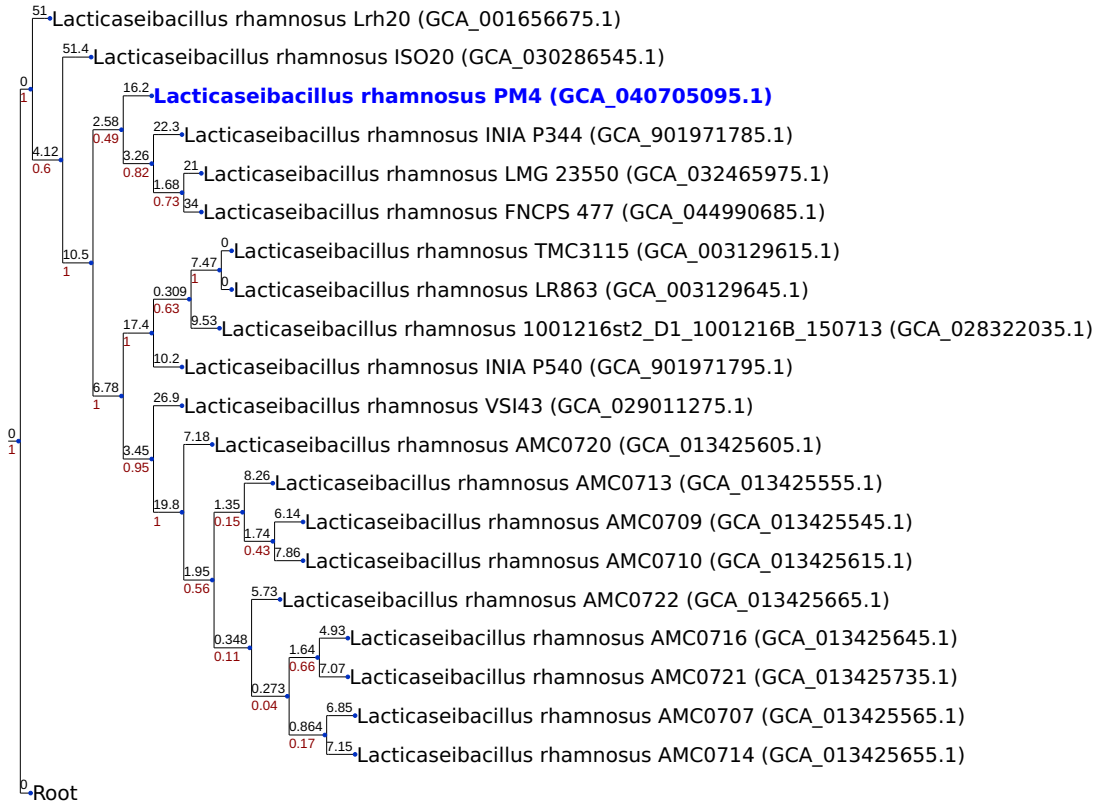 51
Lacticaseibacillus rhamnosus Lrh20 (GCA_001656675.1)
51.4
Lacticaseibacillus rhamnosus ISO20 (GCA_030286545.1)
0
1
16.2
Lacticaseibacillus rhamnosus PM4 (GCA_040705095.1)
2.58
0.49
22.3
Lacticaseibacillus rhamnosus INIA P344 (GCA_901971785.1)
4.12
0.6
3.26
0.82
21
Lacticaseibacillus rhamnosus LMG 23550 (GCA_032465975.1)
1.68
0.73
34
Lacticaseibacillus rhamnosus FNCPS 477 (GCA_044990685.1)
0
Lacticaseibacillus rhamnosus TMC3115 (GCA_003129615.1)
10.5
1
7.47
1
0
Lacticaseibacillus rhamnosus LR863 (GCA_003129645.1)
0.309
0.63
9.53
Lacticaseibacillus rhamnosus 1001216st2_D1_1001216B_150713 (GCA_028322035.1)
17.4
1
10.2
Lacticaseibacillus rhamnosus INIA P540 (GCA_901971795.1)
6.78
1
26.9
Lacticaseibacillus rhamnosus VSI43 (GCA_029011275.1)
0
1
7.18
Lacticaseibacillus rhamnosus AMC0720 (GCA_013425605.1)
3.45
0.95
8.26
Lacticaseibacillus rhamnosus AMC0713 (GCA_013425555.1)
19.8
1
1.35
0.15
6.14
Lacticaseibacillus rhamnosus AMC0709 (GCA_013425545.1)
1.74
0.43
7.86
Lacticaseibacillus rhamnosus AMC0710 (GCA_013425615.1)
1.95
0.56
5.73
Lacticaseibacillus rhamnosus AMC0722 (GCA_013425665.1)
0.348
0.11
4.93
Lacticaseibacillus rhamnosus AMC0716 (GCA_013425645.1)
1.64
0.66
7.07
Lacticaseibacillus rhamnosus AMC0721 (GCA_013425735.1)
0.273
0.04
6.85
Lacticaseibacillus rhamnosus AMC0707 (GCA_013425565.1)
0.864
0.17
7.15
Lacticaseibacillus rhamnosus AMC0714 (GCA_013425655.1)
0
Root